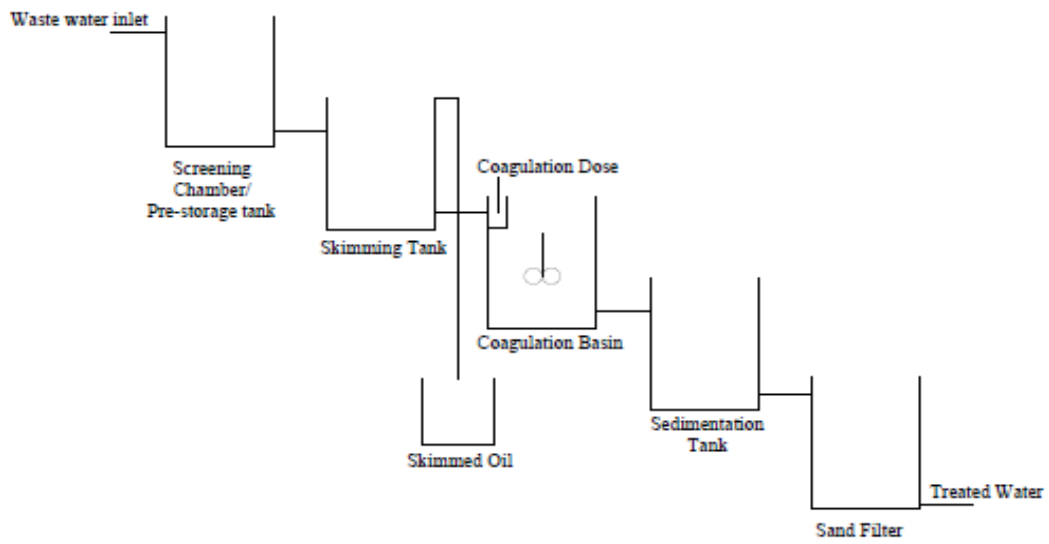 Waste water inlet
Screening
Chamber/
Pre-storage tank
Skimming Tank
Coagulation Dose
Coagulation Basin
Skimmed Oil
Sedimentation
Tank
Treated Water
Sand Filter